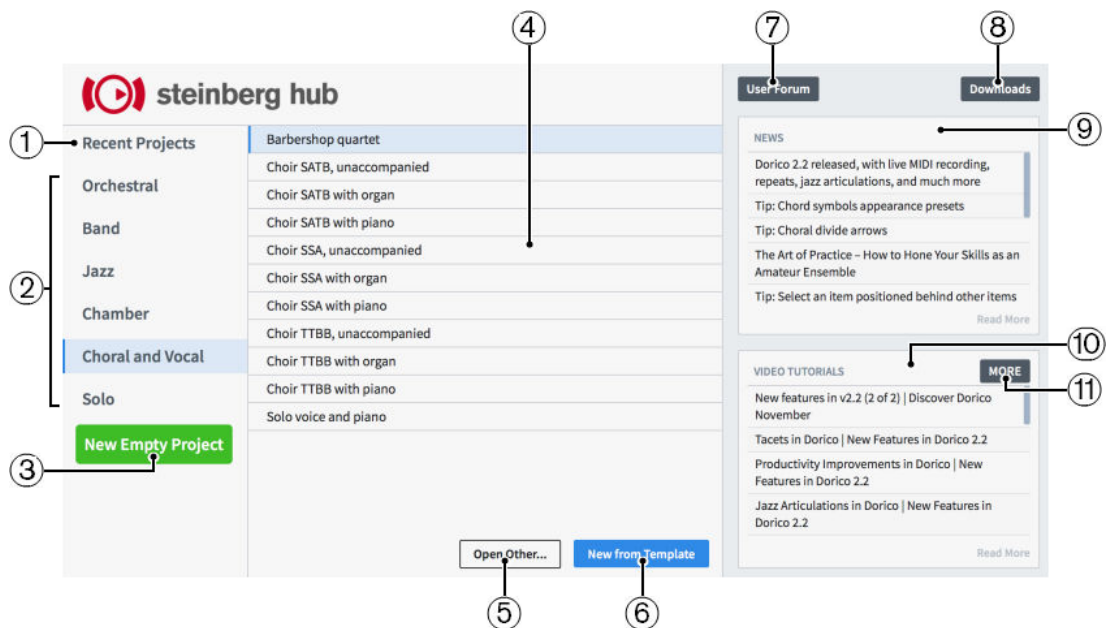 ④
⑦
⑧
steinberg hub
User Forum
Downloads
①
Recent Projects
②
Orchestral
Band
Jazz
Chamber
Choral and Vocal
Solo
③
New Empty Project
Barbershop quartet
Choir SATB, unaccompanied
Choir SATB with organ
Choir SATB with piano
Choir SSA, unaccompanied
Choir SSA with organ
Choir SSA with piano
Choir TTBB, unaccompanied
Choir TTBB with organ
Choir TTBB with piano
Solo voice and piano
Open Other...
New from Template
⑤
⑥
⑨
NEWS
Dorico 2.2 released, with live MIDI recording,
repeats, jazz articulations, and much more
Tip: Chord symbols appearance presets
Tip: Choral divide arrows
The Art of Practice – How to Hone Your Skills as an
Amateur Ensemble
Tip: Select an item positioned behind other items
Read More
⑩
VIDEO TUTORIALS
MORE
⑪
New features in v2.2 (2 of 2) | Discover Dorico
November
Tacets in Dorico | New Features in Dorico 2.2
Productivity Improvements in Dorico | New
Features in Dorico 2.2
Jazz Articulations in Dorico | New Features in
Dorico 2.2
Read More